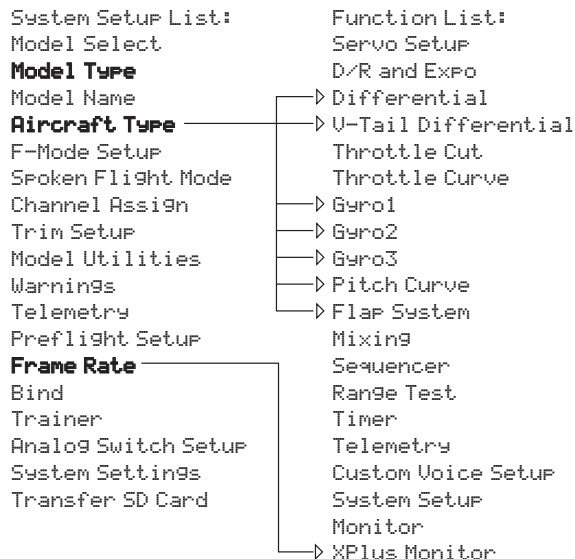 System Setup List:
Model Select
Model Type
Model Name
Aircraft Type
F-Mode Setup
Spoken Flight Mode
Channel Assign
Trim Setup
Model Utilities
Warnings
Telemetry
Preflight Setup
Frame Rate
Bind
Trainer
Analog Switch Setup
System Settings
Transfer SD Card
Function List:
Servo Setup
D/R and Expo
Differential
V-Tail Differential
Throttle Cut
Throttle Curve
Gyro1
Gyro2
Gyro3
Pitch Curve
Flap System
Mixing
Sequencer
Range Test
Timer
Telemetry
Custom Voice Setup
System Setup
Monitor
XPlus Monitor